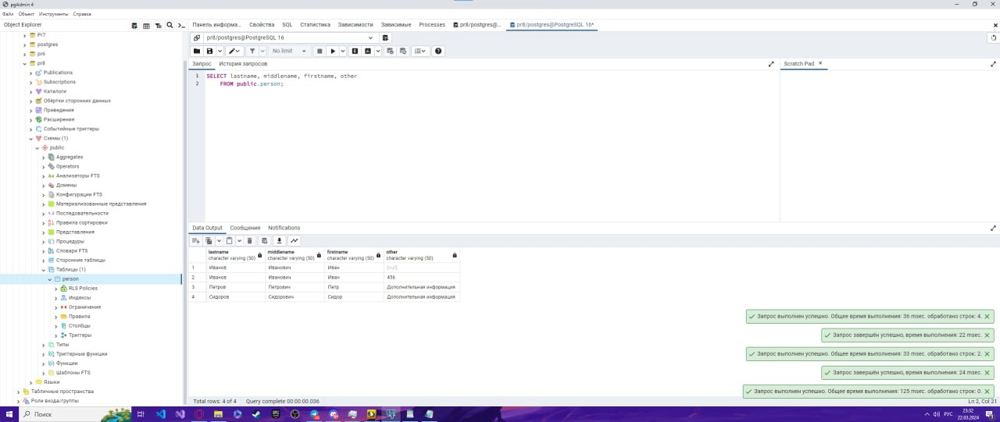 pgAdmin 4
Файл Объект Инструменты Справка
Object Explorer
Панель информа... Свойства SQL Статистика Зависимости Зависимые Processes pr8/postgres@... pr8/postgres@PostgreSQL 16*
Pr7
postgres
pr6
pr8
Publications
Subscriptions
Каталоги
Обёртки сторонних данных
Приведения
Расширения
Событийные триггеры
Схемы (1)
public
Aggregates
Operators
Анализаторы FTS
Домены
Конфигурации FTS
Материализованные представления
Последовательности
Правила сортировки
Представления
Процедуры
Словари FTS
Сторонние таблицы
Таблицы (1)
person
RLS Policies
Индексы
Ограничения
Правила
Столбцы
Триггеры
Типы
Триггерные функции
Функции
Шаблоны FTS
Языки
Табличные пространства
Роли входа/группы
pr8/postgres@PostgreSQL 16
No limit
Запрос История запросов
Scratch Pad
1 SELECT lastname, middlename, firstname, other
2 FROM public.person;
Data Output Сообщения Notifications
lastname middlename firstname other
character varying (50) character varying (50) character varying (50) character varying (50)
1 Иванов Иванович Иван [null]
2 Иванов Иванович Иван 456
3 Петров Петрович Петр Дополнительная информация
4 Сидоров Сидорович Сидор Дополнительная информация
Запрос выполнен успешно. Общее время выполнения: 36 msec. обработано строк: 4.
Запрос завершён успешно, время выполнения: 22 msec.
Запрос выполнен успешно. Общее время выполнения: 33 msec. обработано строк: 2.
Запрос завершён успешно, время выполнения: 24 msec.
Запрос выполнен успешно. Общее время выполнения: 125 msec. обработано строк: 0.
Total rows: 4 of 4 Query complete 00:00:00.036
Ln 2, Col 21
Поиск
РУС
23:32
22.03.2024